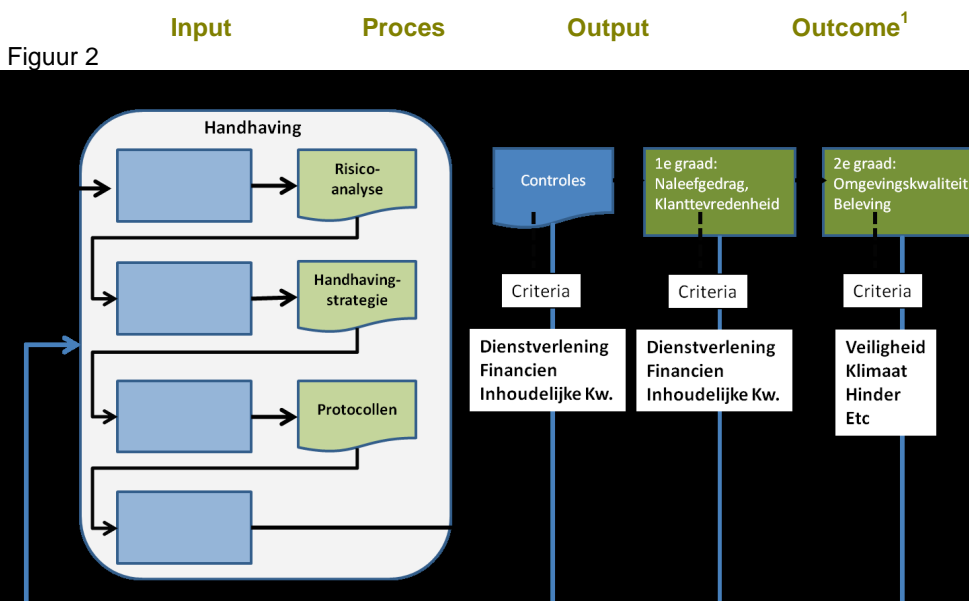 Input Proces Output Outcome1
Figuur 2
Handhaving
Risico-
analyse
Handhaving-
strategie
Protocollen
Controles
1e graad:
Naleefgedrag,
Klanttevredenheid
2e graad:
Omgevingskwaliteit
Beleving
Criteria
Criteria
Criteria
Dienstverlening
Financien
Inhoudelijke Kw.
Dienstverlening
Financien
Inhoudelijke Kw.
Veiligheid
Klimaat
Hinder
Etc